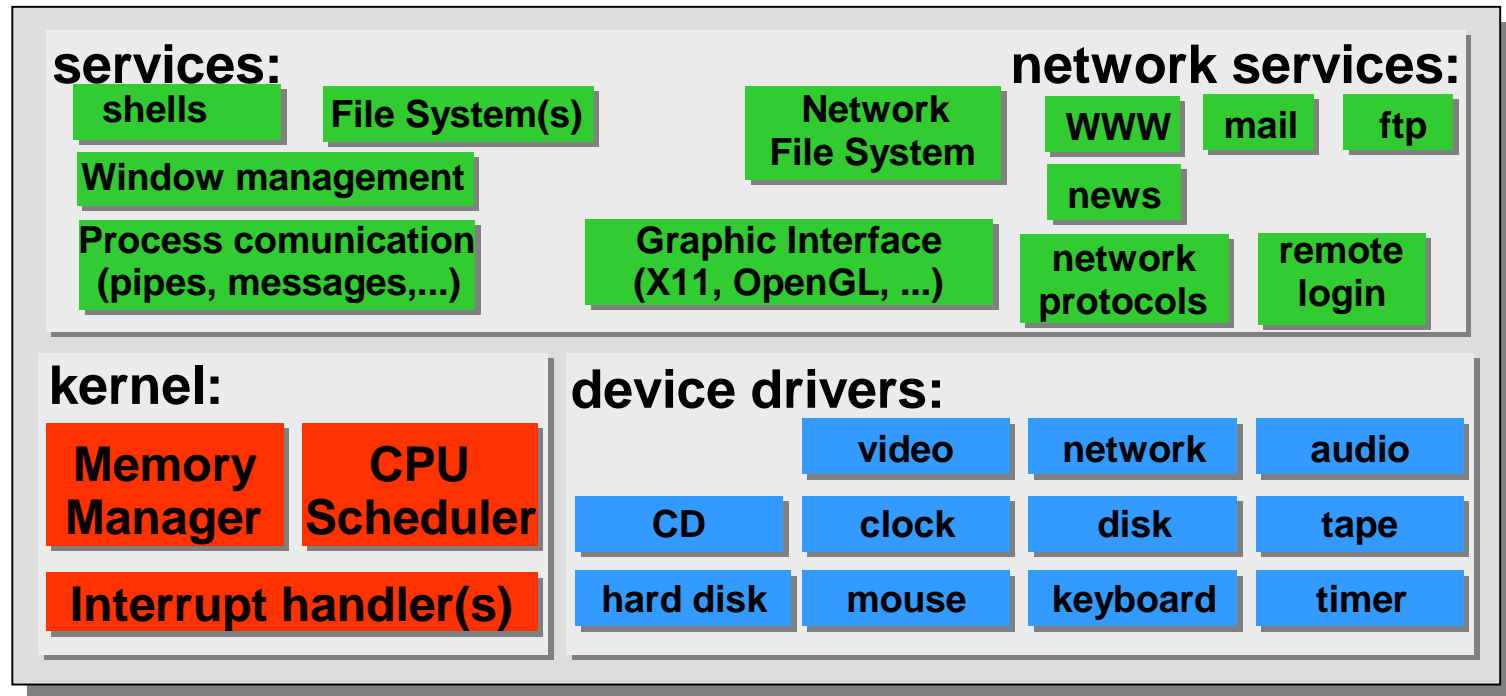 services:
network services:
shells
File System(s)
Network
File System
WWW
mail
ftp
Window management
news
Process comunication
(pipes, messages,...)
Graphic Interface
(X11, OpenGL, ...)
network
protocols
remote
login
kernel:
Memory
Manager
CPU
Scheduler
Interrupt handler(s)
device drivers:
video
network
audio
CD
clock
disk
tape
hard disk
mouse
keyboard
timer